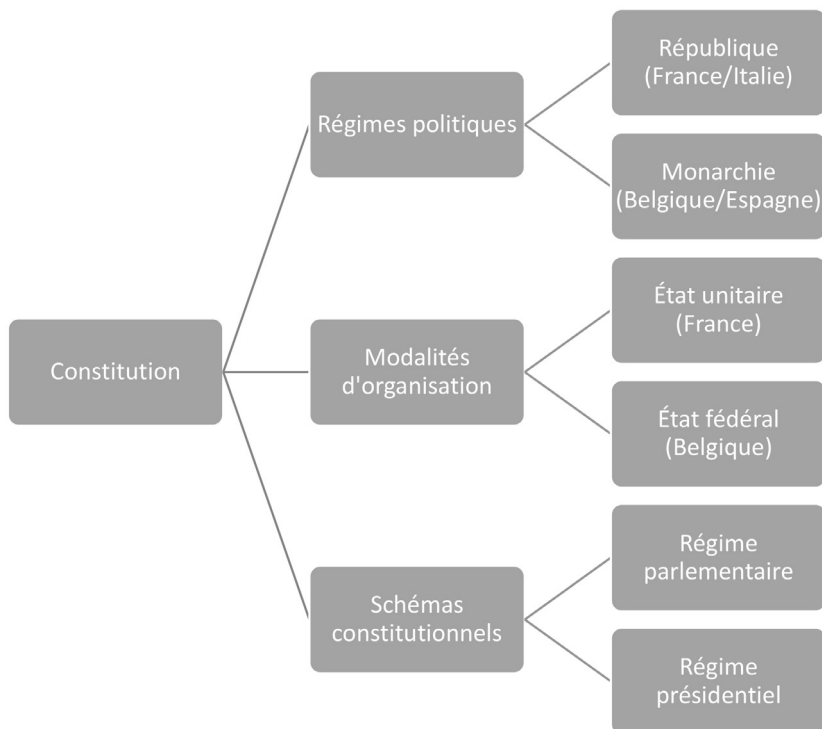 République
(France/Italie)
Régimes politiques
Monarchie
(Belgique/Espagne)
Constitution
État unitaire
(France)
Modalités
d'organisation
État fédéral
(Belgique)
Régime
parlementaire
Schémas
constitutionnels
Régime
présidentiel